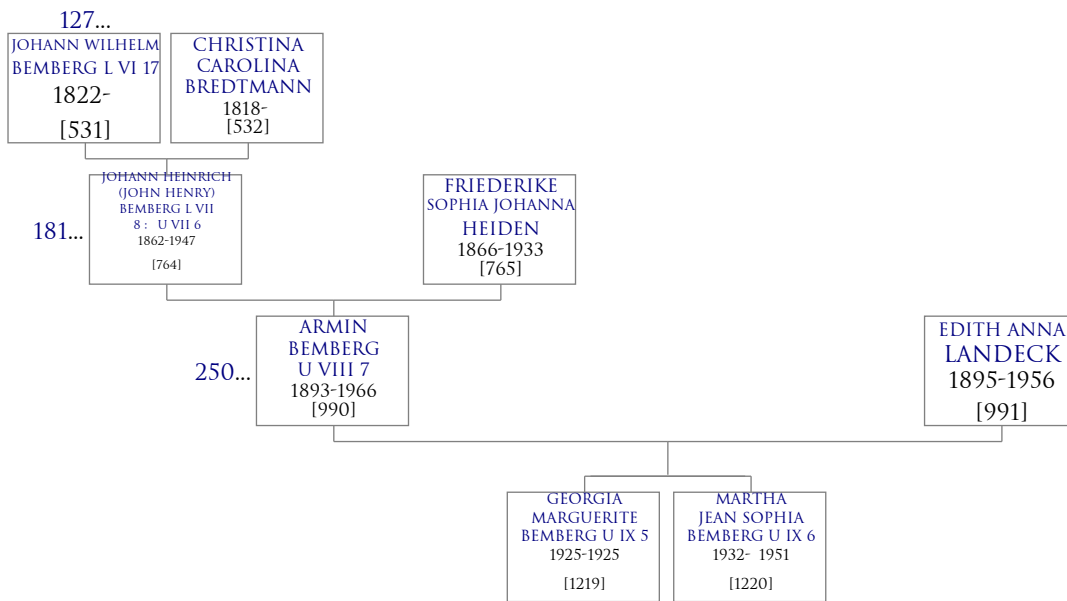 127...
JOHANN WILHELM
BEMBERG L VI 17
1822-
[531]
CHRISTINA
CAROLINA
BREDTMANN
1818-
[532]
181...
JOHANN HEINRICH
(JOHN HENRY)
BEMBERG L VII
8 :   U VII 6
1862-1947
[764]
FRIEDERIKE
SOPHIA JOHANNA
HEIDEN
1866-1933
[765]
250...
ARMIN
BEMBERG
U VIII 7
1893-1966
[990]
EDITH ANNA
LANDECK
1895-1956
[991]
GEORGIA
MARGUERITE
BEMBERG U IX 5
1925-1925
[1219]
MARTHA
JEAN SOPHIA
BEMBERG U IX 6
1932-  1951
[1220]